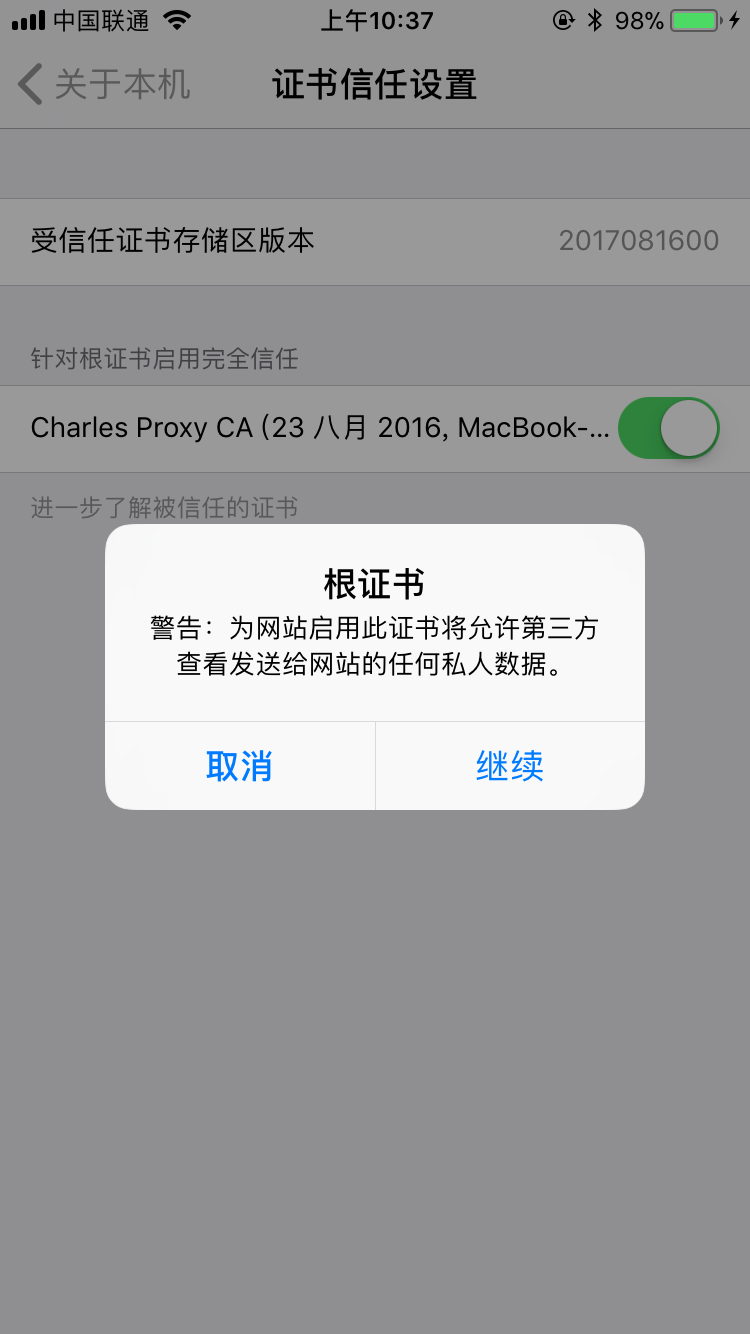 中国联通 上午10:37 98%
关于本机 证书信任设置
受信任证书存储区版本 2017081600
针对根证书启用完全信任
Charles Proxy CA (23 八月 2016, MacBook-...
进一步了解被信任的证书
根证书
警告：为网站启用此证书将允许第三方
查看发送给网站的任何私人数据。
取消 继续